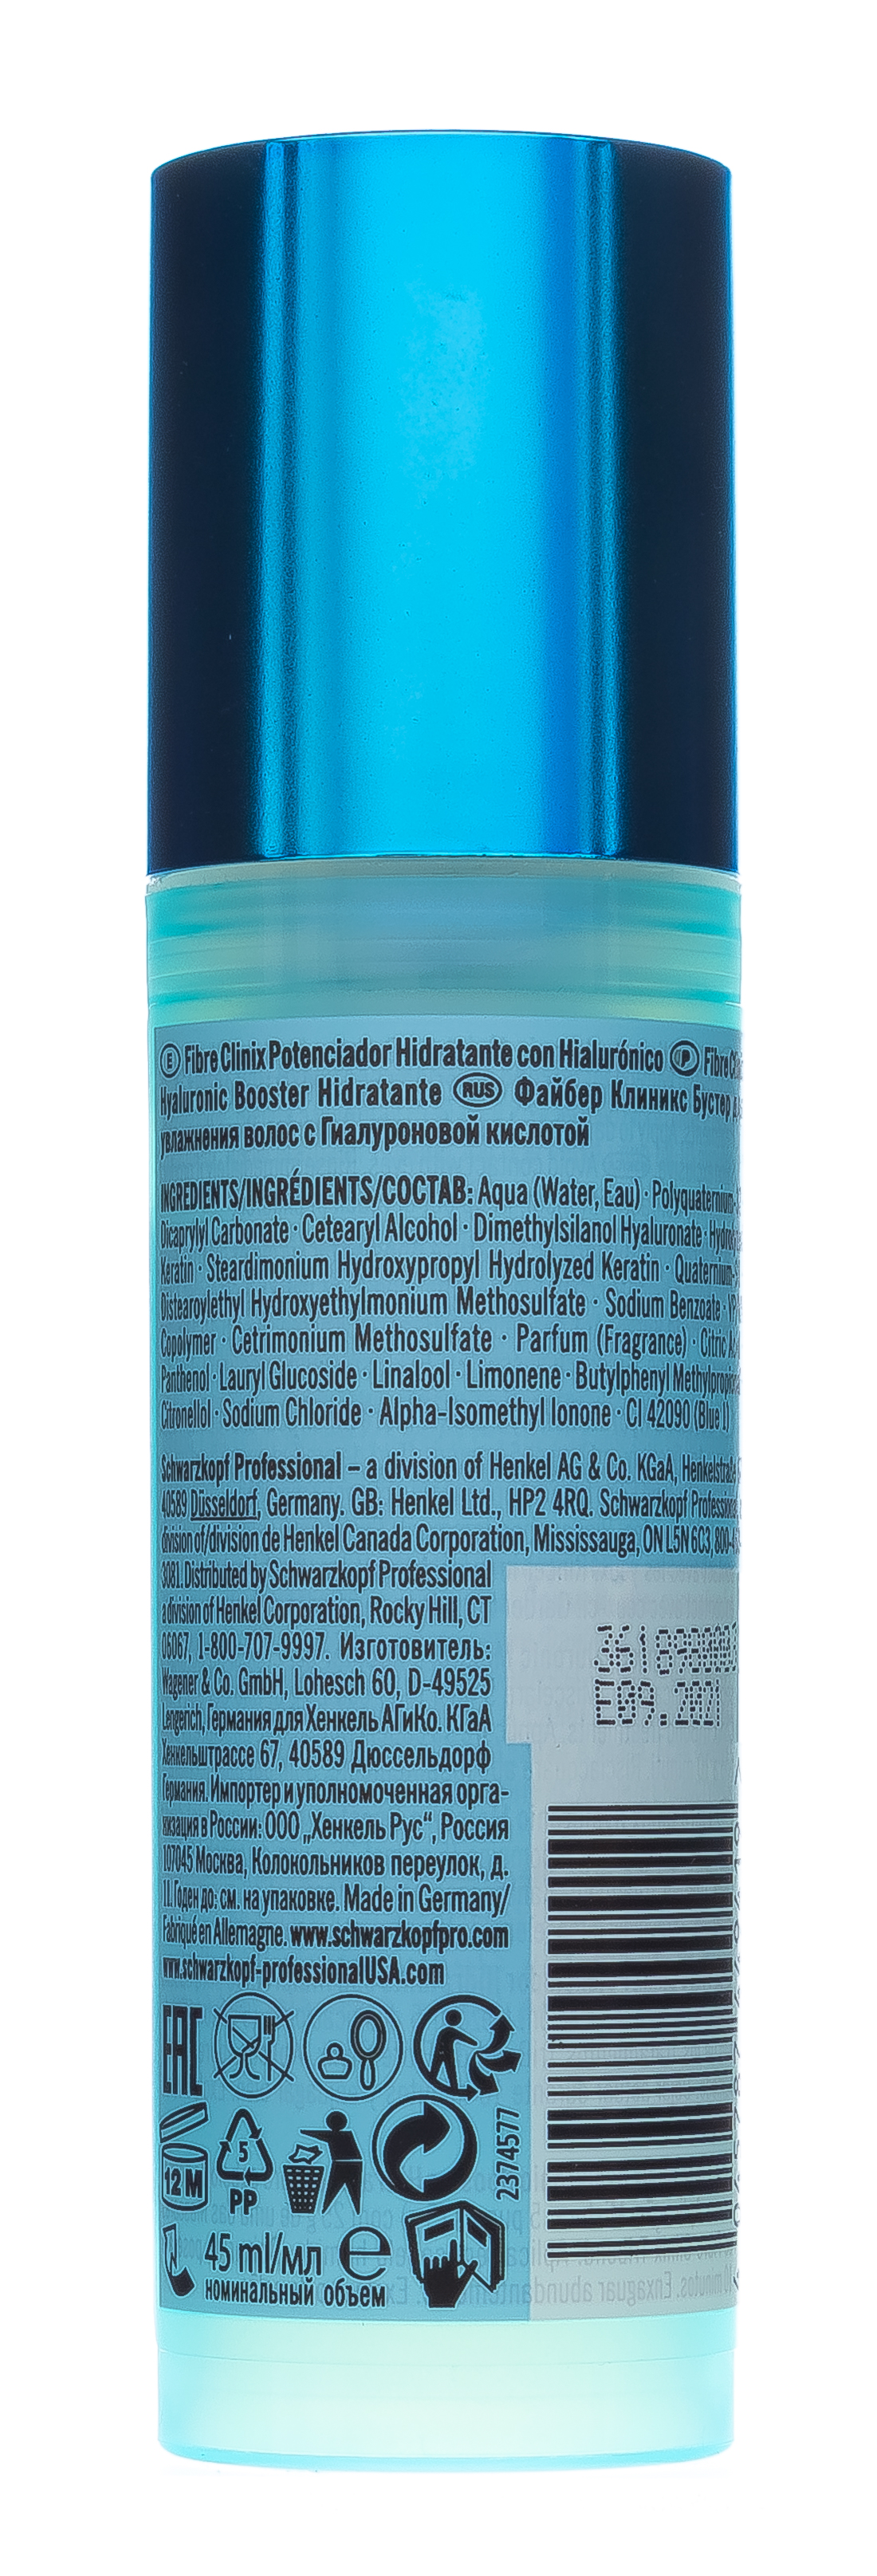 E Fibre Clinix Potenciador Hidratante con Hialurónico P Fibre
Hyaluronic Booster Hidratante RUS Файбер Клиникс Бустер
увлажнения волос с Гиалуроновой кислотой
INGREDIENTS/INGRÉDIENTS/СОСТАВ: Aqua (Water, Eau) · Polyquaternium-
Dicaprylyl Carbonate · Cetearyl Alcohol · Dimethylsilanol Hyaluronate ·
Keratin · Steardimonium Hydroxypropyl Hydrolyzed Keratin · Quaternium-
Distearoylethyl Hydroxyethylmonium Methosulfate · Sodium Benzoate · VP
Copolymer · Cetrimonium Methosulfate · Parfum (Fragrance) · Citric
Panthenol · Lauryl Glucoside · Linalool · Limonene · Butylphenyl
Citronellol · Sodium Chloride · Alpha-Isomethyl Ionone · CI 42090 (Blue 1)
Schwarzkopf Professional – a division of Henkel AG & Co. KGaA,
40589 Düsseldorf, Germany. GB: Henkel Ltd., HP2 4RQ. Schwarzkopf
division of/division de Henkel Canada Corporation, Mississauga, ON L5N 6C3,
3081. Distributed by Schwarzkopf Professional
a division of Henkel Corporation, Rocky Hill, CT
06067, 1-800-707-9997. Изготовитель:
Wagener & Co. GmbH, Lohesch 60, D-49525
Lengerich, Германия для Хенкель АГ и Ко. КГаА
Хенкельштрассе 67, 40589 Дюссельдорф
Германия. Импортер и уполномоченная орга-
низация в России: ООО „Хенкель Рус“, Россия
107045 Москва, Колокольников переулок, д.
11. Годен до: см. на упаковке. Made in Germany/
Fabriqué en Allemagne. www.schwarzkopfpro.com
www.schwarzkopf-professionalUSA.com
E09.2021
EAC
12 M
5
PP
2374577
45 ml/мл e
номинальный объем